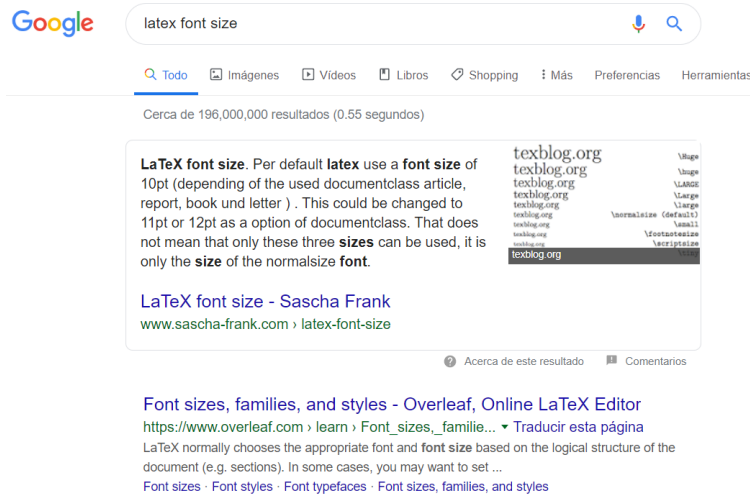 Google
latex font size
Todo Imágenes Vídeos Libros Shopping Más Preferencias Herramientas
Cerca de 196,000,000 resultados (0.55 segundos)
LaTeX font size. Per default latex use a font size of
10pt (depending of the used documentclass article,
report, book und letter ) . This could be changed to
11pt or 12pt as a option of documentclass. That does
not mean that only these three sizes can be used, it is
only the size of the normalsize font.
texblog.org \Huge
texblog.org \huge
texblog.org \LARGE
texblog.org \Large
texblog.org \large
texblog.org \normalsize (default)
texblog.org \small
texblog.org \footnotesize
texblog.org \scriptsize
\tiny
texblog.org
LaTeX font size - Sascha Frank
www.sascha-frank.com › latex-font-size
Acerca de este resultado Comentarios
Font sizes, families, and styles - Overleaf, Online LaTeX Editor
https://www.overleaf.com › learn › Font_sizes,_familie... ▾ Traducir esta página
LaTeX normally chooses the appropriate font and font size based on the logical structure of the
document (e.g. sections). In some cases, you may want to set ...
Font sizes · Font styles · Font typefaces · Font sizes, families, and styles